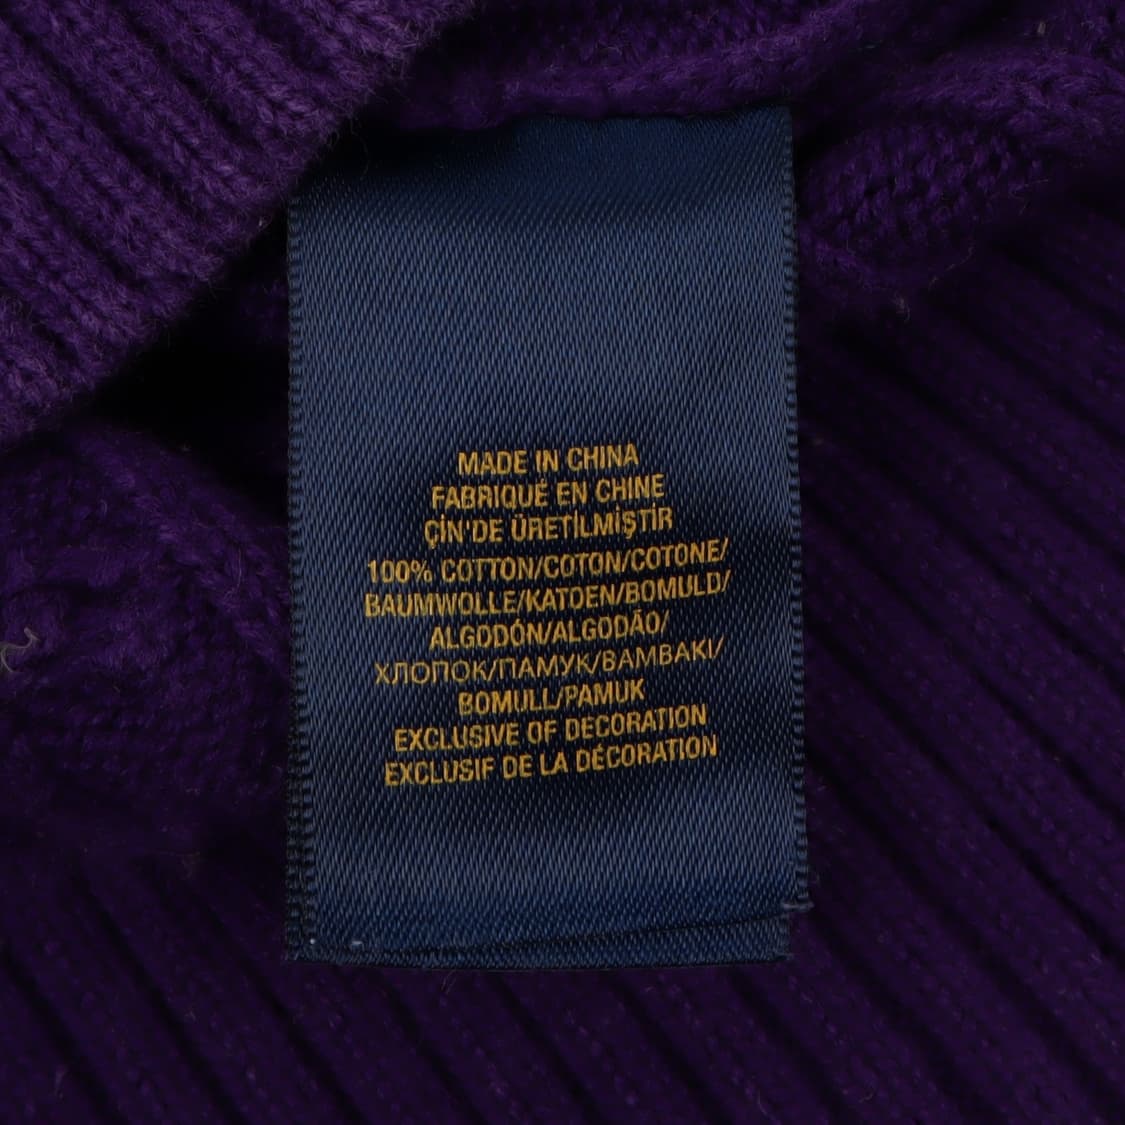 MADE IN CHINA
FABRIQUÉ EN CHINE
ÇİN'DE ÜRETİLMİŞTİR
100% COTTON/COTON/COTONE/
BAUMWOLLE/KATOEN/BOMULD/
ALGODÓN/ALGODÃO/
ХЛОПОК/ПАМУК/ΒΑΜΒΑΚΙ/
BOMULL/PAMUK
EXCLUSIVE OF DECORATION
EXCLUSIF DE LA DÉCORATION